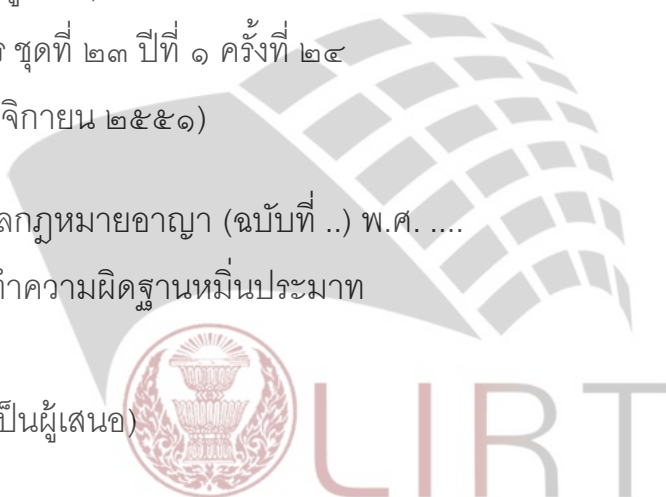 ร ชุดที่ ๒๓ ปีที่ ๑ ครั้งที่ ๒๔
จิกายน ๒๕๕๑)
ลกฎหมายอาญา (ฉบับที่ ..) พ.ศ. ....
ทำความผิดฐานหมิ่นประมาท
เป็นผู้เสนอ)
LIRT